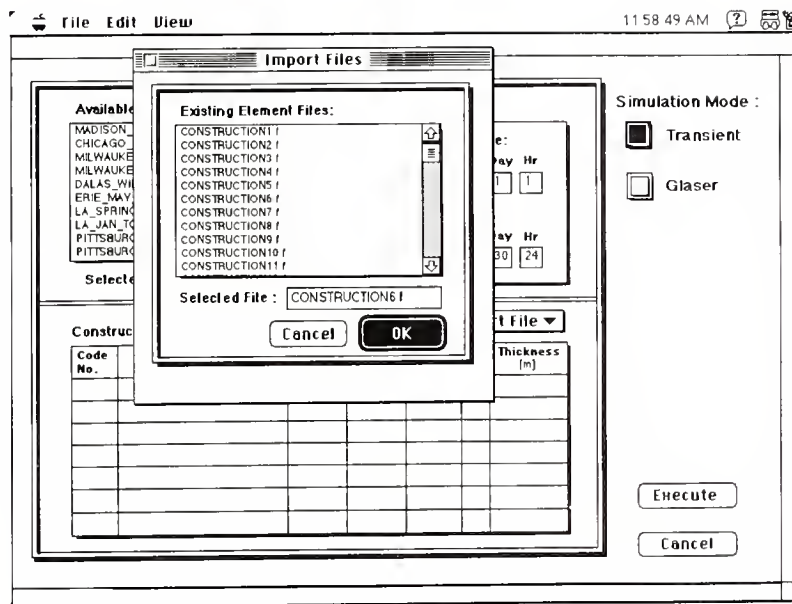 File Edit View 11 58 49 AM ?
Import Files
Available
MADISON_
CHICAGO_
MILWAUKE
MILWAUKE
DALAS_WI
ERIE_MAY
LA_SPRING
LA_JAN_TO
PITTSBURG
PITTSBURG
Selecte
Existing Element Files:
CONSTRUCTION1 f
CONSTRUCTION2 f
CONSTRUCTION3 f
CONSTRUCTION4 f
CONSTRUCTION5 f
CONSTRUCTION6 f
CONSTRUCTION7 f
CONSTRUCTION8 f
CONSTRUCTION9 f
CONSTRUCTION10 f
CONSTRUCTION11 f
Selected File : CONSTRUCTION6 f
Cancel OK
e:
ay Hr
1 1
ay Hr
30 24
Simulation Mode :
Transient
Glaser
Construc
t File
Code No.
Thickness
[m]
Execute
Cancel